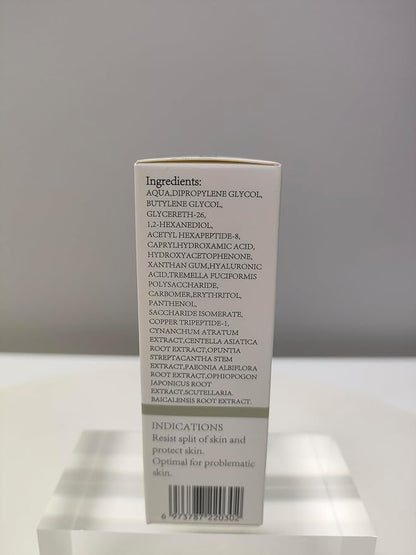 Ingredients:
AQUA,DIPROPYLENE GLYCOL,
BUTYLENE GLYCOL,
GLYCERETH-26,
1,2-HEXANEDIOL,
ACETYL HEXAPEPTIDE-8,
CAPRYLHYDROXAMIC ACID,
HYDROXYACETOPHENONE,
XANTHAN GUM,HYALURONIC
ACID,TREMELLA FUCIFORMIS
POLYSACCHARIDE,
CARBOMER,ERYTHRITOL,
PANTHENOL,
SACCHARIDE ISOMERATE,
COPPER TRIPEPTIDE-1,
CYNANCHUM ATRATUM
EXTRACT,CENTELLA ASIATICA
ROOT EXTRACT,OPUNTIA
STREPTACANTHA STEM
EXTRACT,PAEONIA ALBIFLORA
ROOT EXTRACT,OPHIOPOGON
JAPONICUS ROOT
EXTRACT,SCUTELLARIA.
BAICALENSIS ROOT EXTRACT.
INDICATIONS
Resist split of skin and
protect skin.
Optimal for problematic
skin.
6 973787 220302